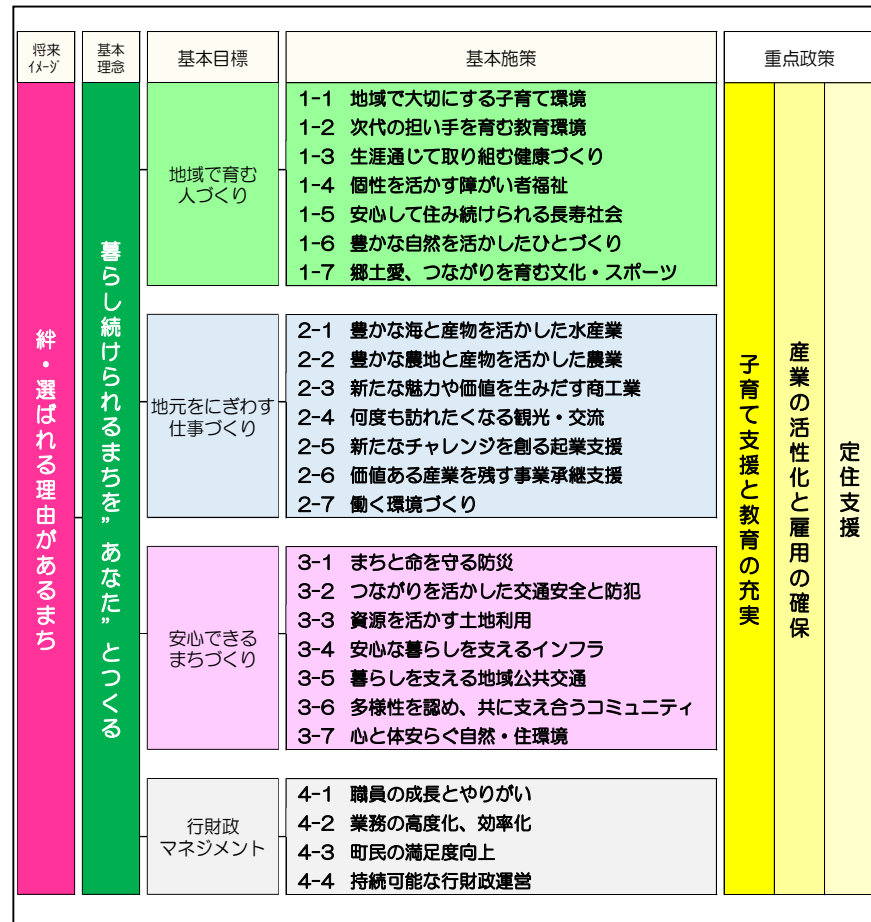 将来
ｲﾒｰｼﾞ
基本
理念
基本目標
基本施策
重点政策
絆・選ばれる理由があるまち
暮らし続けられるまちを”あなた”とつくる
地域で育む
人づくり
1-1 地域で大切にする子育て環境
1-2 次代の担い手を育む教育環境
1-3 生涯通じて取り組む健康づくり
1-4 個性を活かす障がい者福祉
1-5 安心して住み続けられる長寿社会
1-6 豊かな自然を活かしたひとづくり
1-7 郷土愛、つながりを育む文化・スポーツ
地元をにぎわす
仕事づくり
2-1 豊かな海と産物を活かした水産業
2-2 豊かな農地と産物を活かした農業
2-3 新たな魅力や価値を生みだす商工業
2-4 何度も訪れたくなる観光・交流
2-5 新たなチャレンジを創る起業支援
2-6 価値ある産業を残す事業承継支援
2-7 働く環境づくり
安心できる
まちづくり
3-1 まちと命を守る防災
3-2 つながりを活かした交通安全と防犯
3-3 資源を活かす土地利用
3-4 安心な暮らしを支えるインフラ
3-5 暮らしを支える地域公共交通
3-6 多様性を認め、共に支え合うコミュニティ
3-7 心と体安らぐ自然・住環境
行財政
マネジメント
4-1 職員の成長とやりがい
4-2 業務の高度化、効率化
4-3 町民の満足度向上
4-4 持続可能な行財政運営
子育て支援と教育の充実
産業の活性化と雇用の確保
定住支援